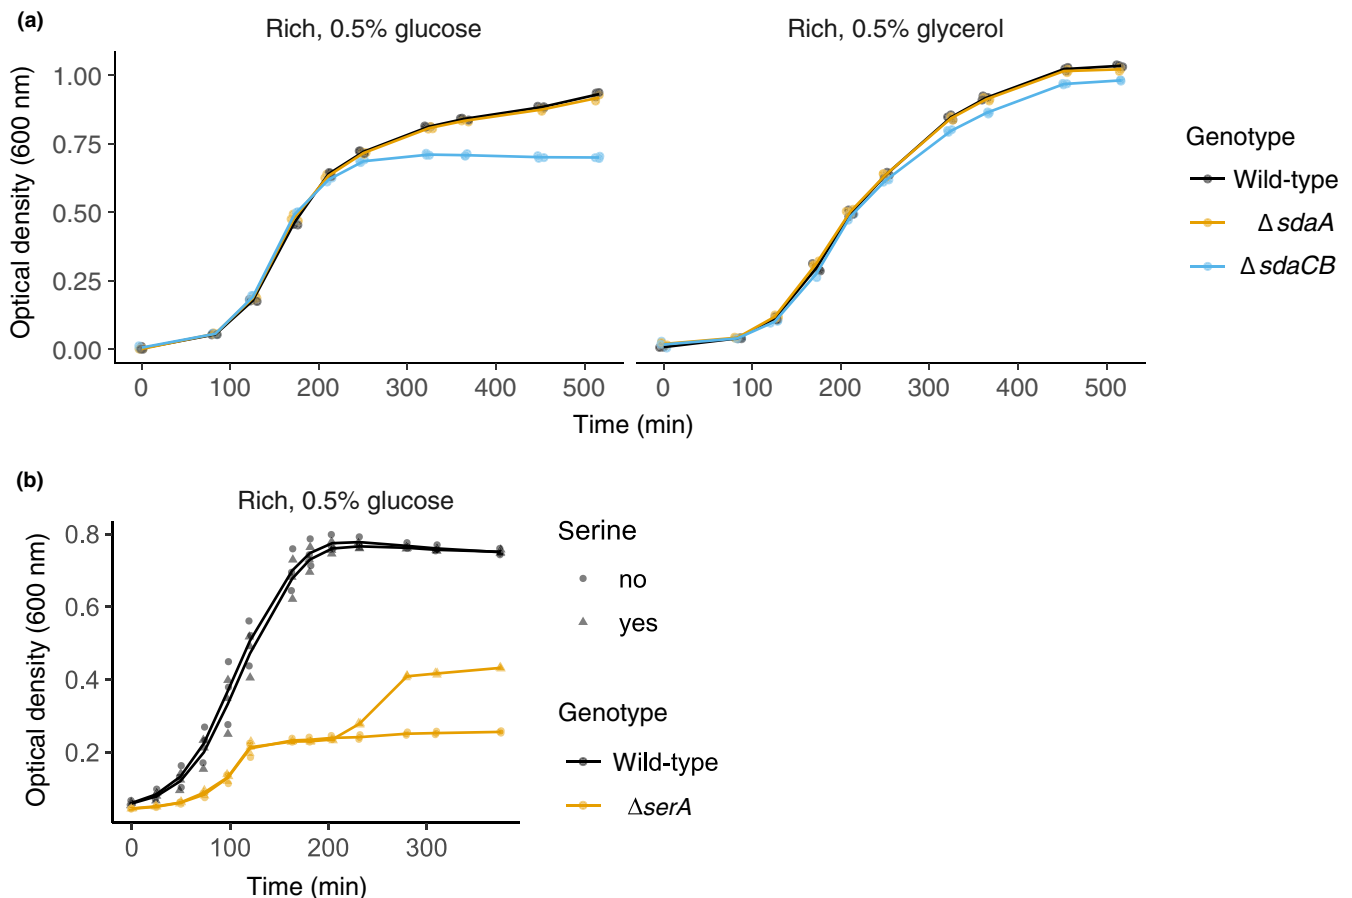 (a)
Rich, 0.5% glucose
Rich, 0.5% glycerol
Optical density (600 nm)
1.00
0.75
0.50
0.25
0.00
0 100 200 300 400 500
0 100 200 300 400 500
Time (min)
Genotype
Wild-type
Δ sdaA
Δ sdaCB
(b)
Rich, 0.5% glucose
Optical density (600 nm)
0.8
0.6
0.4
0.2
0 100 200 300
Time (min)
Serine
no
yes
Genotype
Wild-type
ΔserA